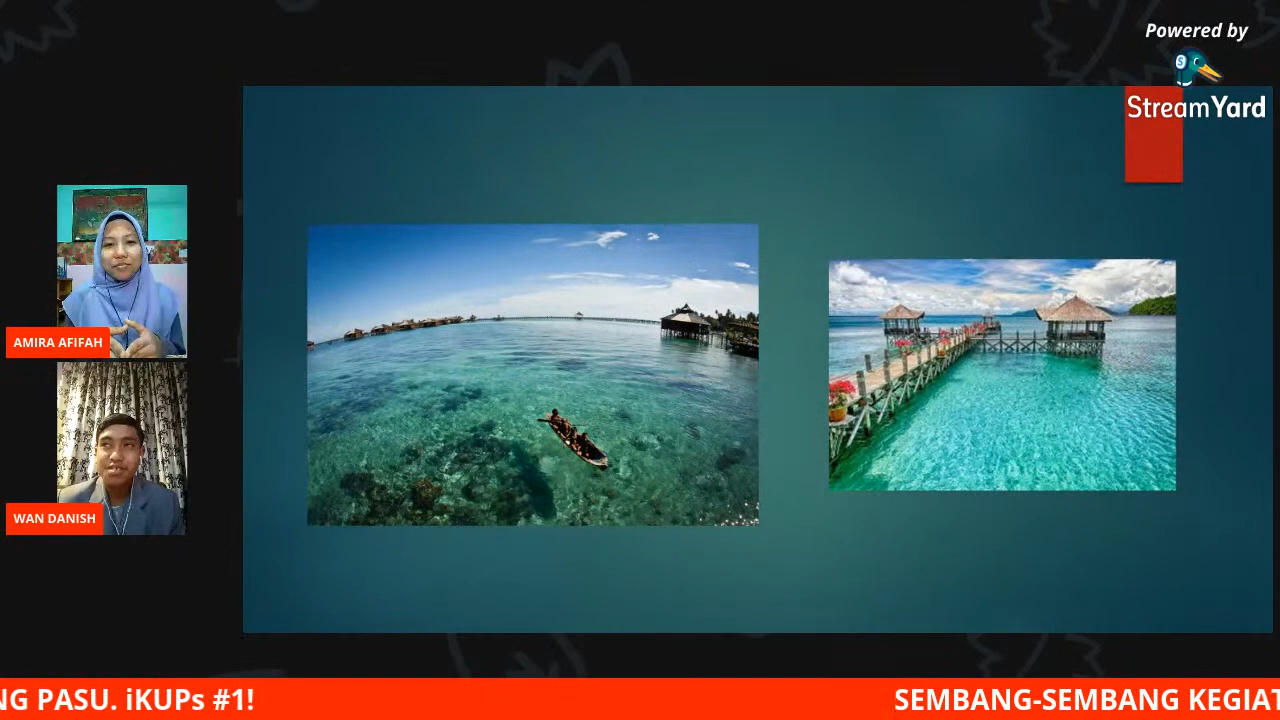 Powered by
StreamYard
AMIRA AFIFAH
WAN DANISH
NG PASU. iKUPs #1!
SEMBANG-SEMBANG KEGIAT